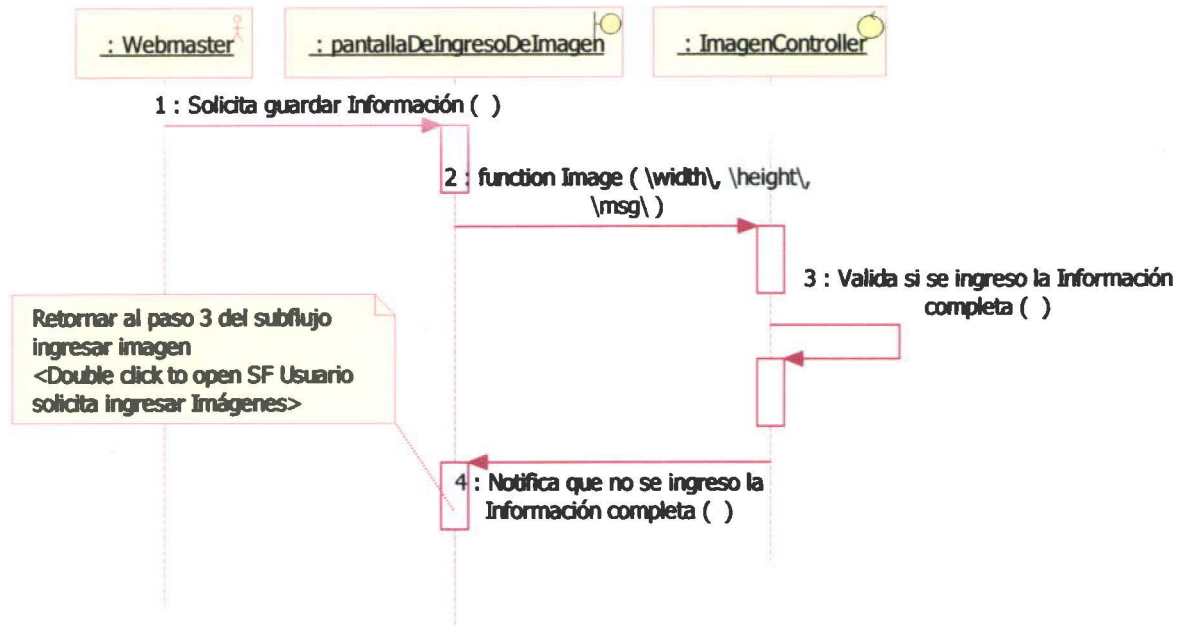 : Webmaster
: pantallaDeIngresoDeImagen
: ImagenController
1 : Solicita guardar Información ( )
2 : function Image ( \width\, \height\,
\msg\ )
3 : Valida si se ingreso la Información
completa ( )
Retornar al paso 3 del subflujo
ingresar imagen
<Double click to open SF Usuario
solicita ingresar Imágenes>
4 : Notifica que no se ingreso la
Información completa ( )